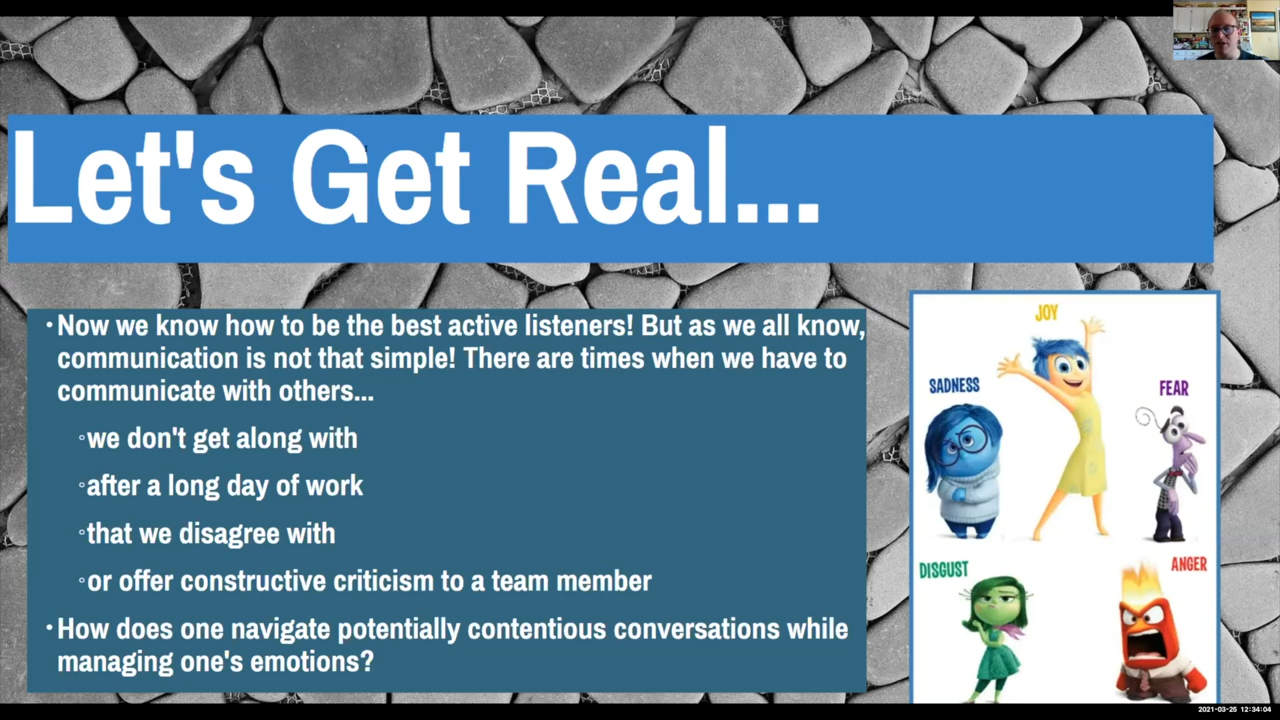 Let's Get Real...
• Now we know how to be the best active listeners! But as we all know,
communication is not that simple! There are times when we have to
communicate with others...
◦we don't get along with
◦after a long day of work
◦that we disagree with
◦or offer constructive criticism to a team member
• How does one navigate potentially contentious conversations while
managing one's emotions?
JOY
SADNESS
FEAR
DISGUST
ANGER
2021-03-25 12:34:04